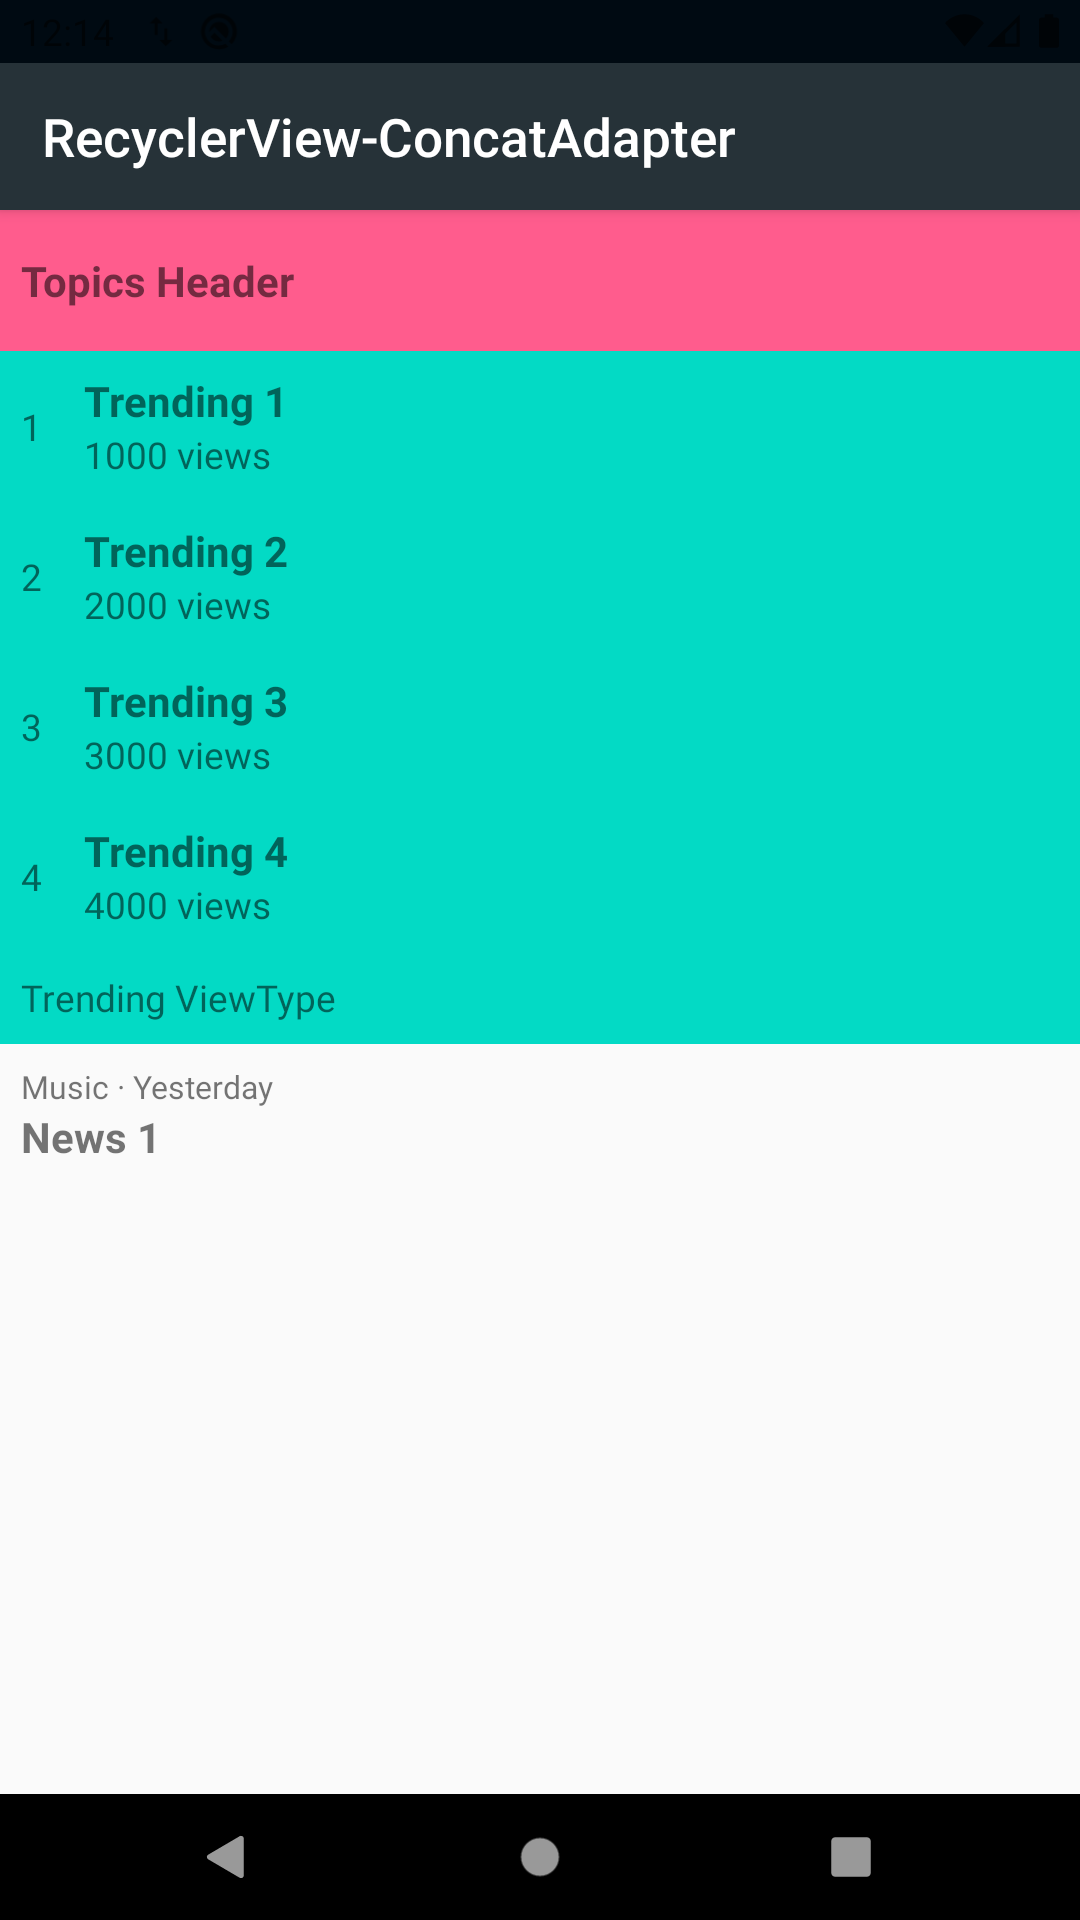 12:14
RecyclerView-ConcatAdapter
Topics Header
1
Trending 1
1000 views
2
Trending 2
2000 views
3
Trending 3
3000 views
4
Trending 4
4000 views
Trending ViewType
Music · Yesterday
News 1